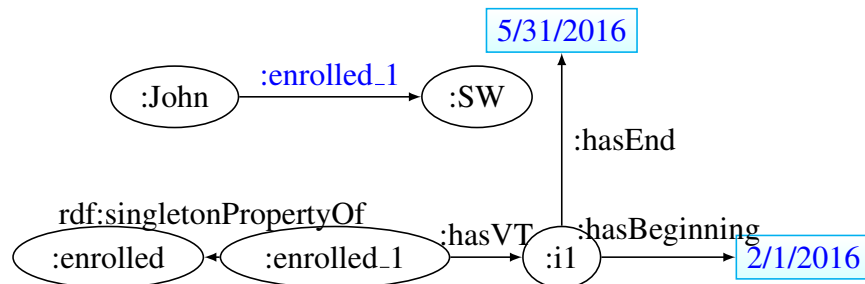 5/31/2016
:enrolled_1
:John
:SW
:hasEnd
rdf:singletonPropertyOf
:hasVT
:hasBeginning
:enrolled
:enrolled_1
:i1
2/1/2016